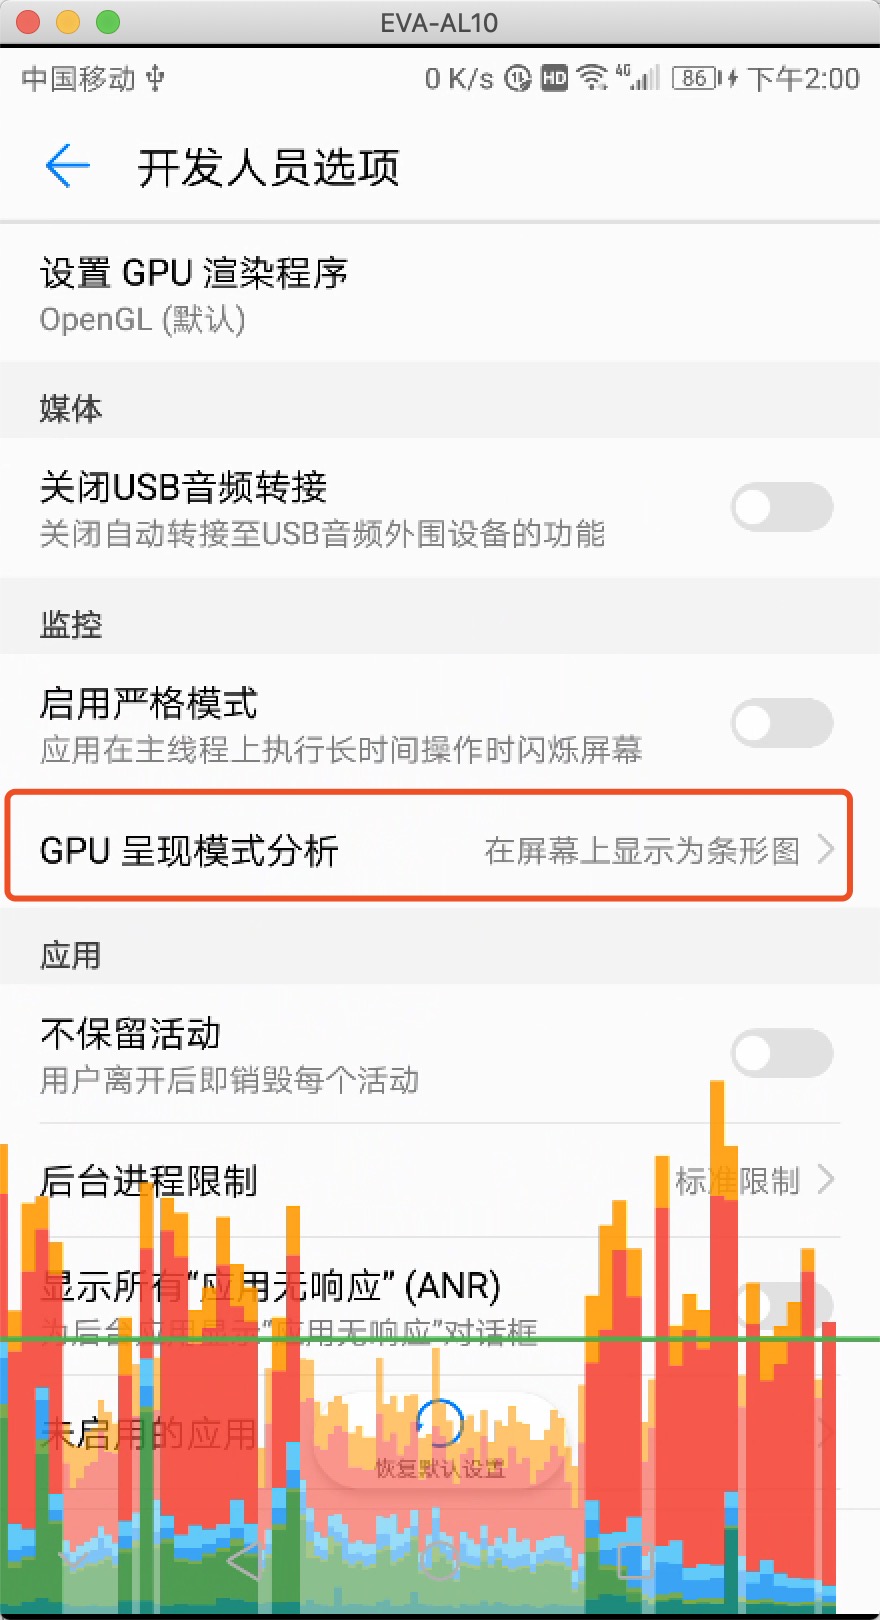 EVA-AL10
中国移动 0 K/s HD 4G 86 下午2:00
开发人员选项
设置 GPU 渲染程序
OpenGL (默认)
媒体
关闭USB音频转接
关闭自动转接至USB音频外围设备的功能
监控
启用严格模式
应用在主线程上执行长时间操作时闪烁屏幕
GPU 呈现模式分析 在屏幕上显示为条形图
应用
不保留活动
用户离开后即销毁每个活动
后台进程限制 标准限制
显示所有“应用无响应” (ANR)
为后台应用显示“应用无响应”对话框
未启用的应用
恢复默认设置